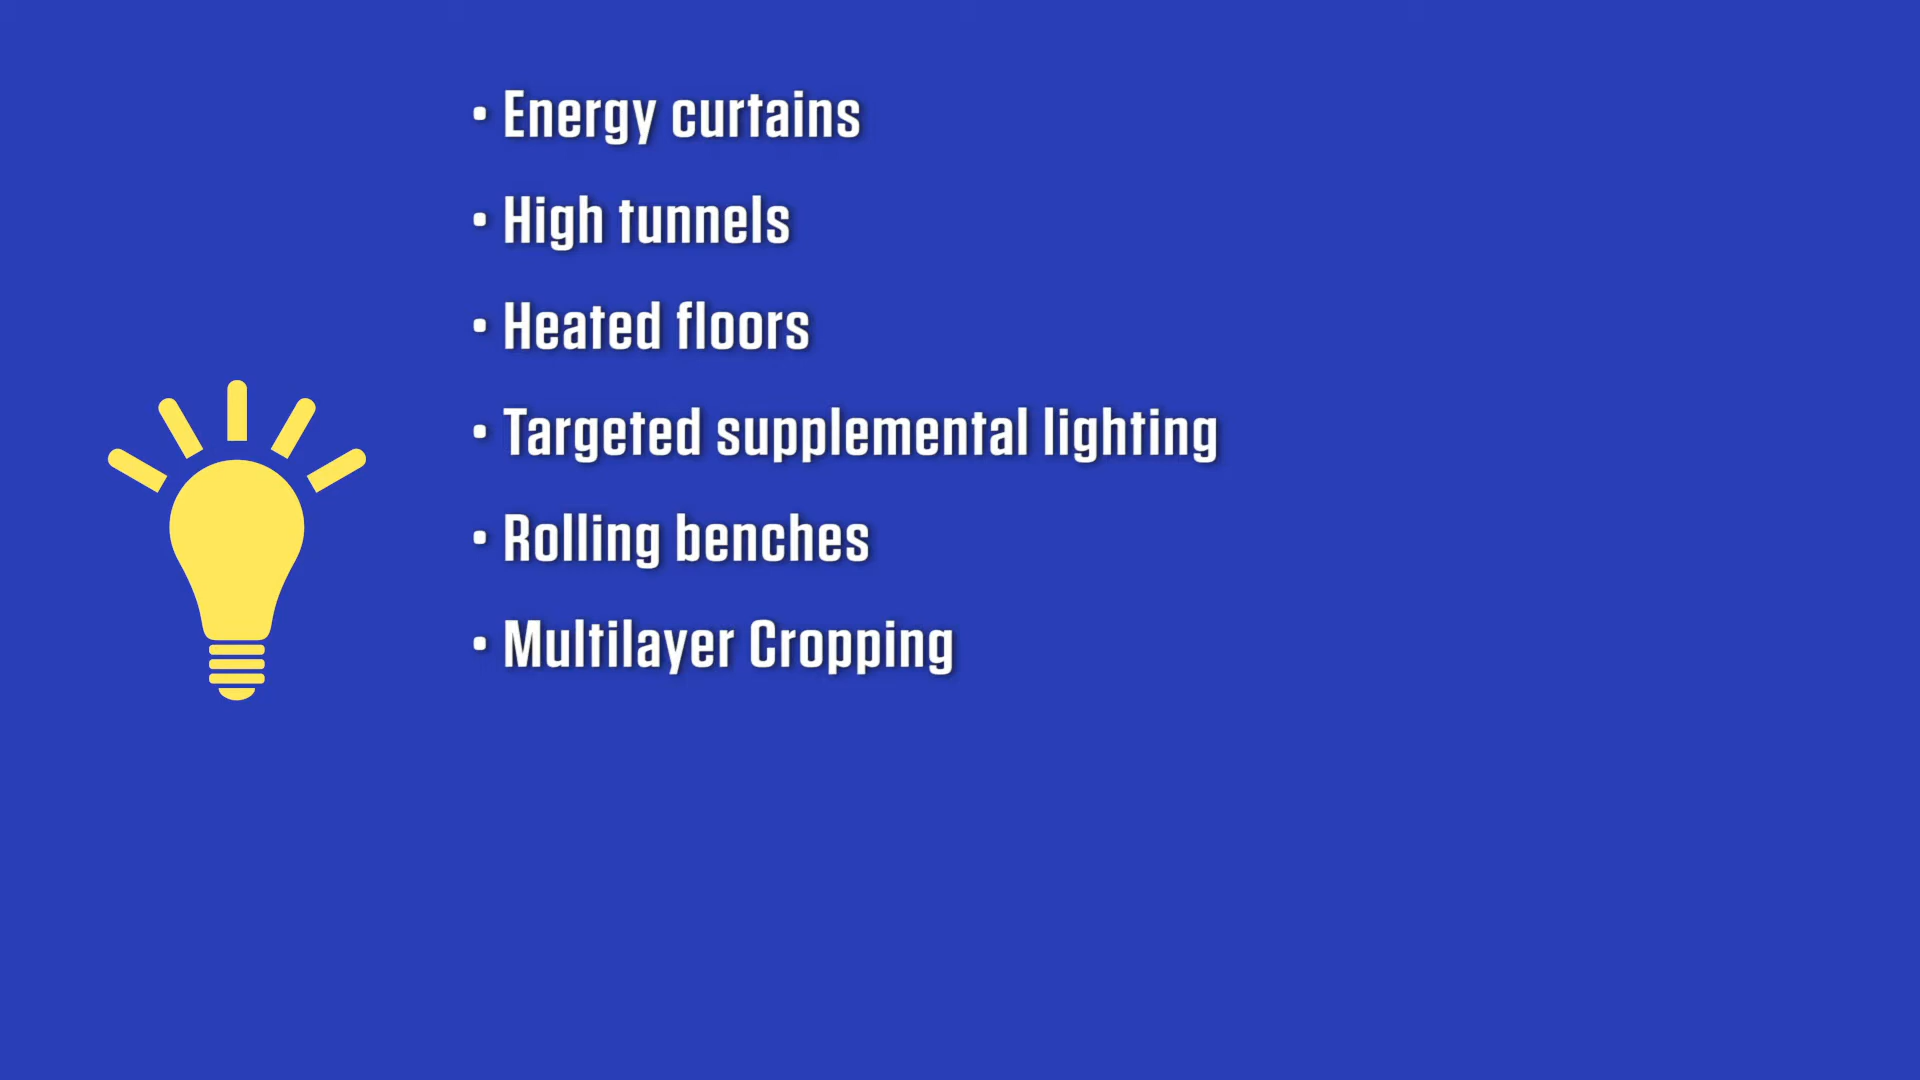 • Energy curtains
• High tunnels
• Heated floors
• Targeted supplemental lighting
• Rolling benches
• Multilayer Cropping